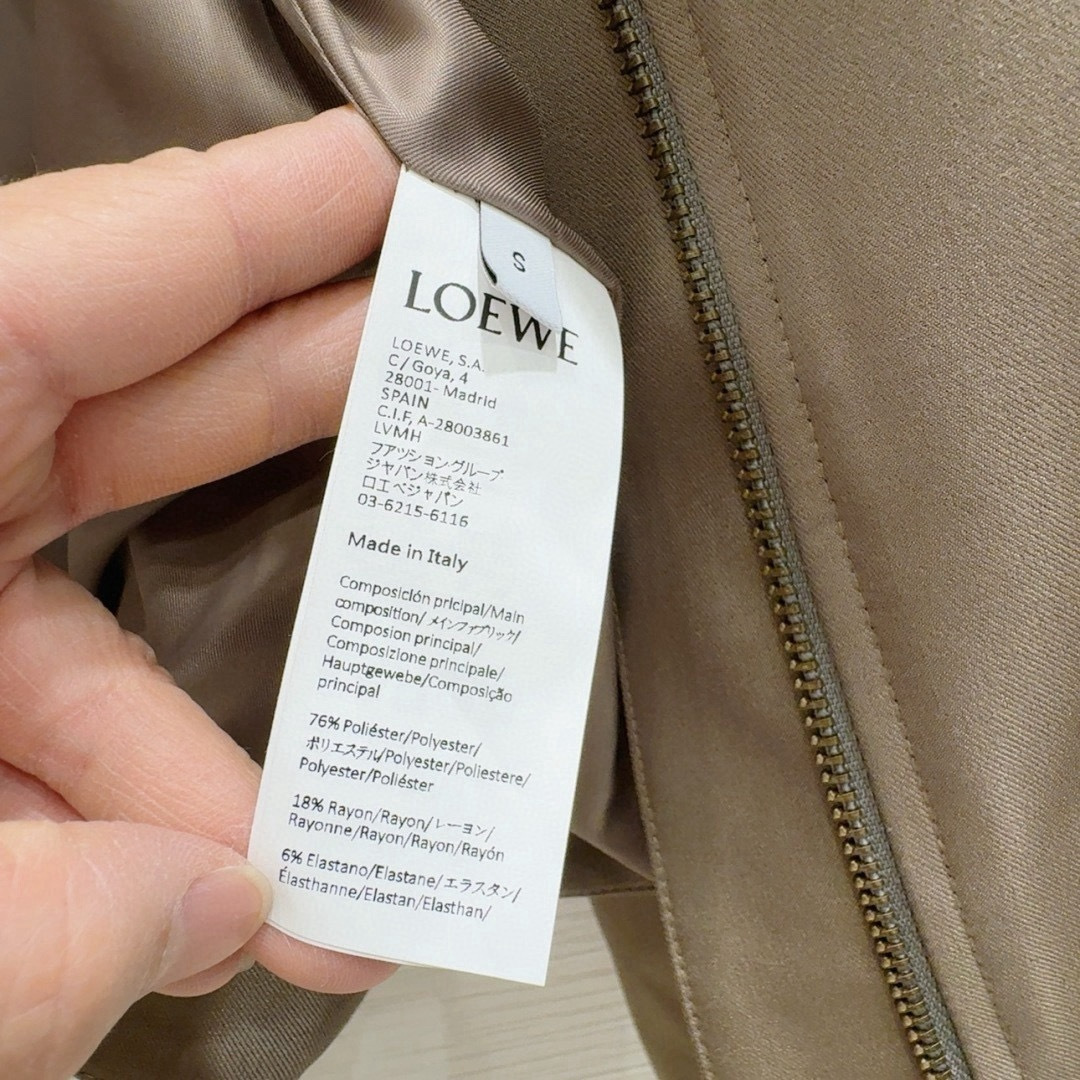 S
LOEWE
LOEWE, S.A.
C/ Goya, 4
28001- Madrid
SPAIN
C.I.F, A-28003861
LVMH
フアツション グループ
ジヤパン株式会社
ロエベジャパン
03-6215-6116
Made in Italy
Composición pricipal/Main
composition/ メインファブリック/
Composion principal/
Composizione principale/
Hauptgewebe/Composição
principal
76% Poliéster/Polyester/
ポリエステル/Polyester/Poliestere/
Polyester/Poliéster
18% Rayon/Rayon/レーヨン/
Rayonne/Rayon/Rayon/Rayón
6% Elastano/Elastane/エラスタン/
Élasthanne/Elastan/Elasthan/